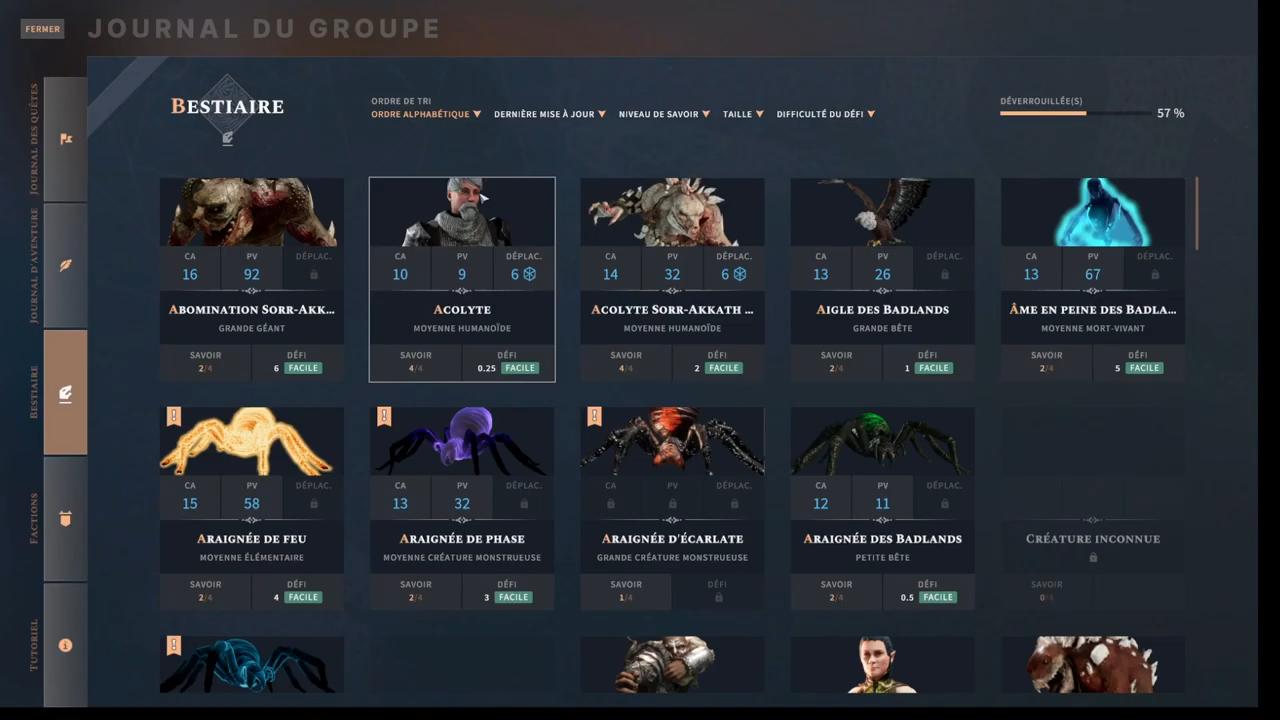 FERMER
JOURNAL DU GROUPE
BESTIAIRE
ORDRE DE TRI
ORDRE ALPHABÉTIQUE DERNIÈRE MISE À JOUR NIVEAU DE SAVOIR TAILLE DIFFICULTÉ DU DÉFI
DÉVERROUILLÉE(S)
57 %
JOURNAL DES QUÊTES
JOURNAL D'AVENTURE
BESTIAIRE
FACTIONS
TUTORIEL
CA PV DÉPLAC.
16 92
ABOMINATION SORR-AKK...
GRANDE GÉANT
SAVOIR DÉFI
2/4 6 FACILE
CA PV DÉPLAC.
10 9 6
ACOLYTE
MOYENNE HUMANOÏDE
SAVOIR DÉFI
4/4 0.25 FACILE
CA PV DÉPLAC.
14 32 6
ACOLYTE SORR-AKKATH ...
MOYENNE HUMANOÏDE
SAVOIR DÉFI
4/4 2 FACILE
CA PV DÉPLAC.
13 26
AIGLE DES BADLANDS
GRANDE BÊTE
SAVOIR DÉFI
2/4 1 FACILE
CA PV DÉPLAC.
13 67
ÂME EN PEINE DES BADLA...
MOYENNE MORT-VIVANT
SAVOIR DÉFI
2/4 5 FACILE
CA PV DÉPLAC.
15 58
ARAIGNÉE DE FEU
MOYENNE ÉLÉMENTAIRE
SAVOIR DÉFI
2/4 4 FACILE
CA PV DÉPLAC.
13 32
ARAIGNÉE DE PHASE
MOYENNE CRÉATURE MONSTRUEUSE
SAVOIR DÉFI
2/4 3 FACILE
CA PV DÉPLAC.
ARAIGNÉE D'ÉCARLATE
GRANDE CRÉATURE MONSTRUEUSE
SAVOIR DÉFI
1/4
CA PV DÉPLAC.
12 11
ARAIGNÉE DES BADLANDS
PETITE BÊTE
SAVOIR DÉFI
2/4 0.5 FACILE
CRÉATURE INCONNUE
SAVOIR